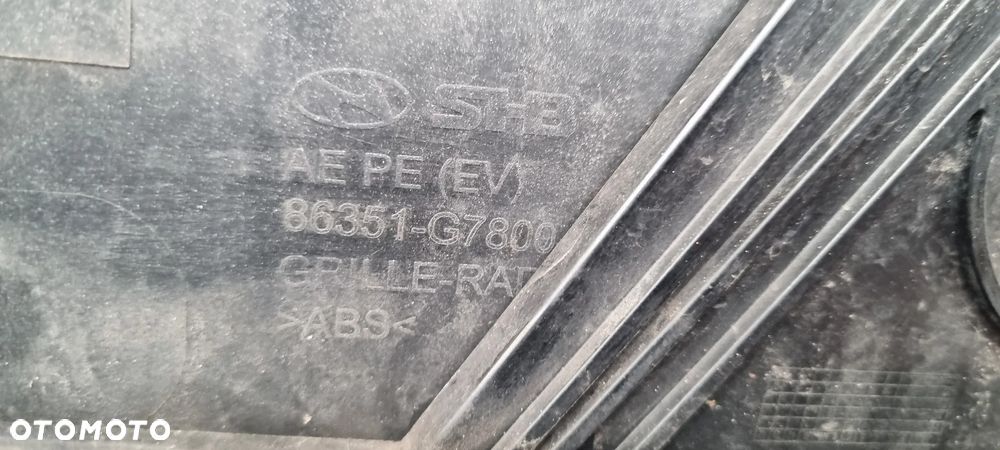 SHB
AE PE (EV)
86351-G7800
GRILLE-RAD
>ABS<
OTOMOTO